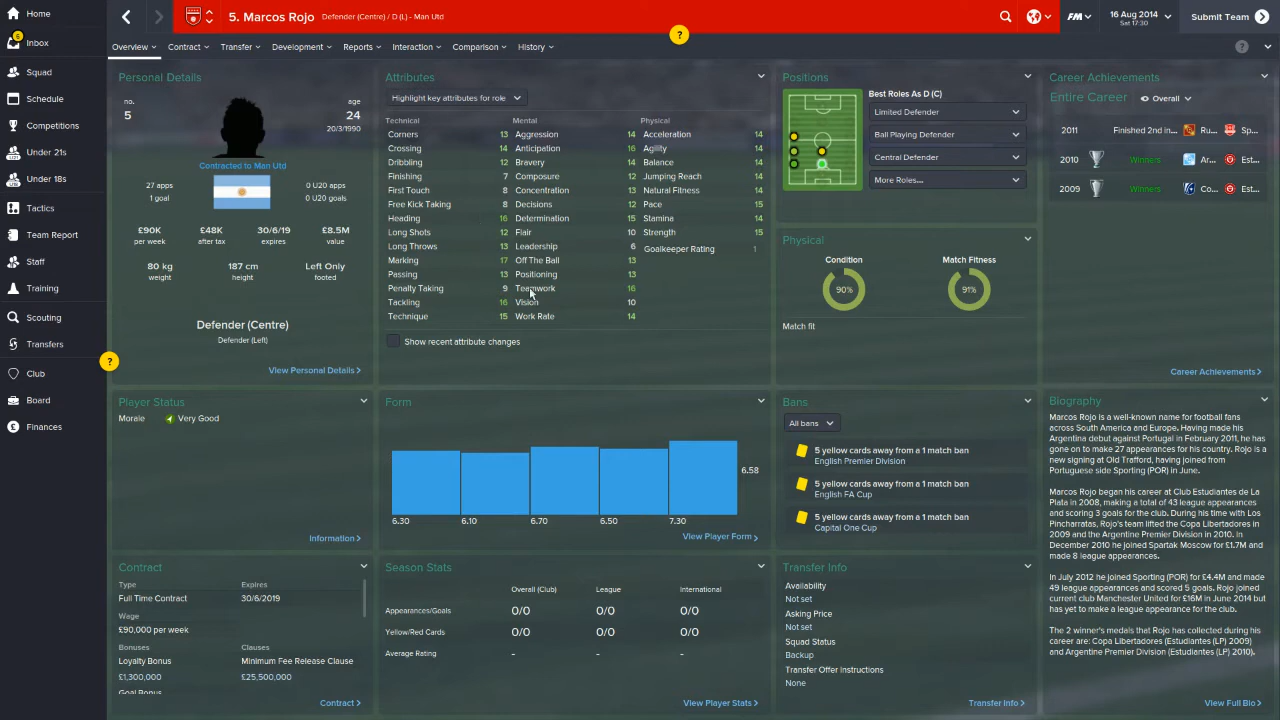 Home
5. Marcos Rojo
Defender (Centre) / D (L) - Man Utd
?
FM
16 Aug 2014
Sat 17:30
Submit Team
6
Inbox
Overview
Contract
Transfer
Development
Reports
Interaction
Comparison
History
?
Squad
Schedule
Competitions
Under 21s
Under 18s
Tactics
Team Report
Staff
Training
Scouting
Transfers
?
Club
Board
Finances
Personal Details
no.
5
age
24
20/3/1990
Contracted to Man Utd
27 apps
1 goal
0 U20 apps
0 U20 goals
£90K
per week
£48K
after tax
30/6/19
expires
£8.5M
value
80 kg
weight
187 cm
height
Left Only
footed
Defender (Centre)
Defender (Left)
View Personal Details >
Attributes
Highlight key attributes for role
Technical Mental Physical
Corners 13 Aggression 14 Acceleration 14
Crossing 14 Anticipation 16 Agility 14
Dribbling 12 Bravery 14 Balance 14
Finishing 7 Composure 12 Jumping Reach 14
First Touch 8 Concentration 13 Natural Fitness 14
Free Kick Taking 8 Decisions 12 Pace 15
Heading 16 Determination 15 Stamina 14
Long Shots 12 Flair 10 Strength 15
Long Throws 13 Leadership 6 Goalkeeper Rating 1
Marking 17 Off The Ball 13
Passing 13 Positioning 13
Penalty Taking 9 Teamwork 16
Tackling 16 Vision 10
Technique 15 Work Rate 14
Show recent attribute changes
Positions
Best Roles As D (C)
Limited Defender
Ball Playing Defender
Central Defender
More Roles...
Physical
Condition
90%
Match Fitness
91%
Match fit
Career Achievements
Entire Career
Overall
2011 Finished 2nd in... Ru... Sp...
2010 Winners Ar... Est...
2009 Winners Co... Est...
Career Achievements >
Player Status
Morale Very Good
Information >
Form
6.58
6.30 6.10 6.70 6.50 7.30
View Player Form >
Bans
All bans
5 yellow cards away from a 1 match ban
English Premier Division
5 yellow cards away from a 1 match ban
English FA Cup
5 yellow cards away from a 1 match ban
Capital One Cup
Biography
Marcos Rojo is a well-known name for football fans
across South America and Europe. Having made his
Argentina debut against Portugal in February 2011, he has
gone on to make 27 appearances for his country. Rojo is a
new signing at Old Trafford, having joined from
Portuguese side Sporting (POR) in June.
Marcos Rojo began his career at Club Estudiantes de La
Plata in 2008, making a total of 43 league appearances
and scoring 3 goals for the club. During his time with Los
Pincharratas, Rojo's team lifted the Copa Libertadores in
2009 and the Argentine Premier Division in 2010. In
December 2010 he joined Spartak Moscow for £1.7M and
made 8 league appearances.
In July 2012 he joined Sporting (POR) for £4.4M and made
49 league appearances and scored 5 goals. Rojo joined
current club Manchester United for £16M in June 2014 but
has yet to make a league appearance for the club.
The 2 winner's medals that Rojo has collected during his
career are: Copa Libertadores (Estudiantes (LP) 2009)
and Argentine Premier Division (Estudiantes (LP) 2010).
View Full Bio >
Contract
Type Expires
Full Time Contract 30/6/2019
Wage
£90,000 per week
Bonuses Clauses
Loyalty Bonus Minimum Fee Release Clause
£1,300,000 £25,500,000
Goal Bonus
Contract >
Season Stats
Overall (Club) League International
Appearances/Goals 0/0 0/0 0/0
Yellow/Red Cards 0/0 0/0 0/0
Average Rating - - -
View Player Stats >
Transfer Info
Availability
Not set
Asking Price
Not set
Squad Status
Backup
Transfer Offer Instructions
None
Transfer Info >